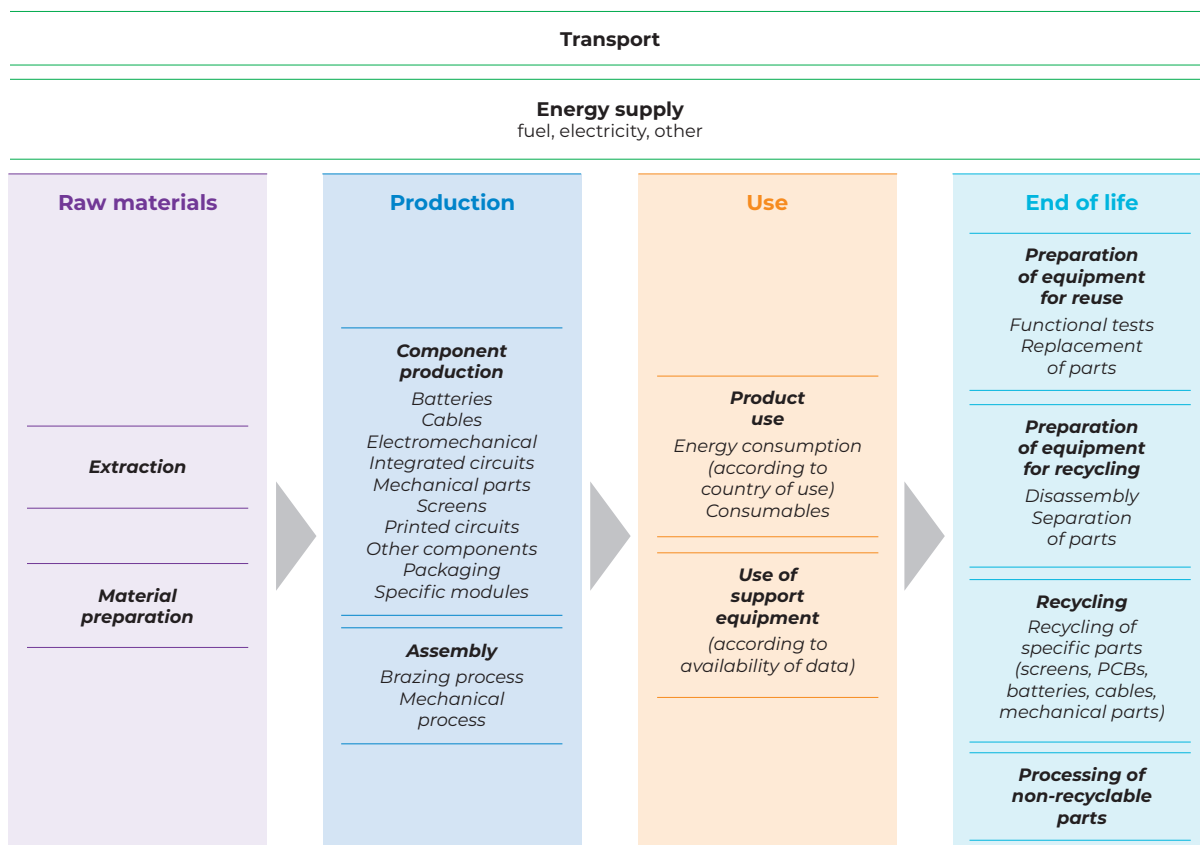 Transport
Energy supply
fuel, electricity, other
Raw materials
Extraction
Material
preparation
Production
Component
production
Batteries
Cables
Electromechanical
Integrated circuits
Mechanical parts
Screens
Printed circuits
Other components
Packaging
Specific modules
Assembly
Brazing process
Mechanical
process
Use
Product
use
Energy consumption
(according to
country of use)
Consumables
Use of
support
equipment
(according to
availability of data)
End of life
Preparation
of equipment
for reuse
Functional tests
Replacement
of parts
Preparation
of equipment
for recycling
Disassembly
Separation
of parts
Recycling
Recycling of
specific parts
(screens, PCBs,
batteries, cables,
mechanical parts)
Processing of
non-recyclable
parts